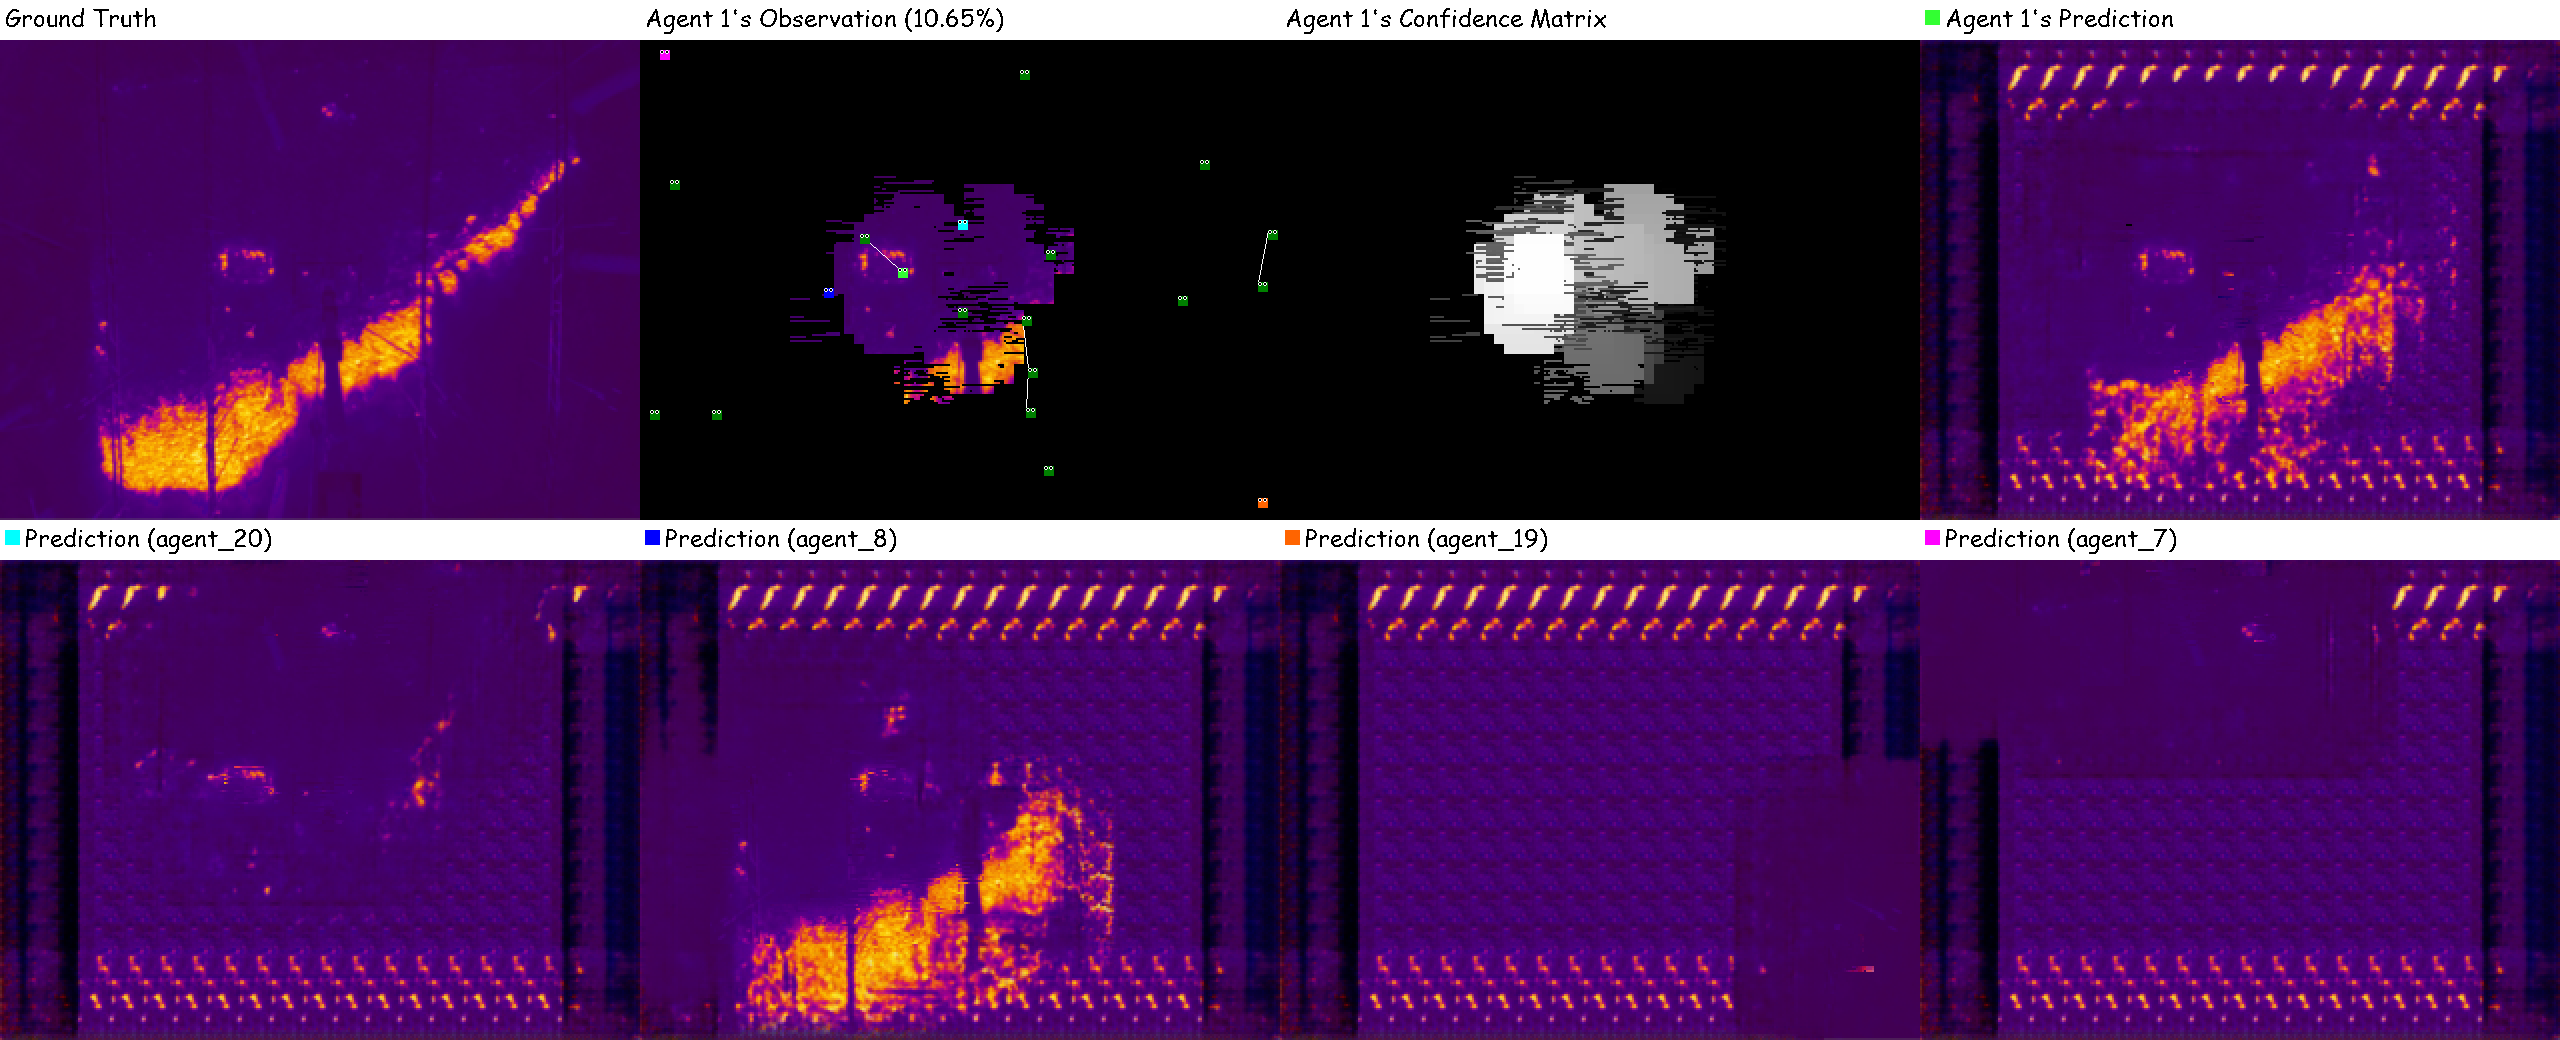 Ground Truth
Agent 1's Observation (10.65%)
Agent 1's Confidence Matrix
Agent 1's Prediction
Prediction (agent_20)
Prediction (agent_8)
Prediction (agent_19)
Prediction (agent_7)